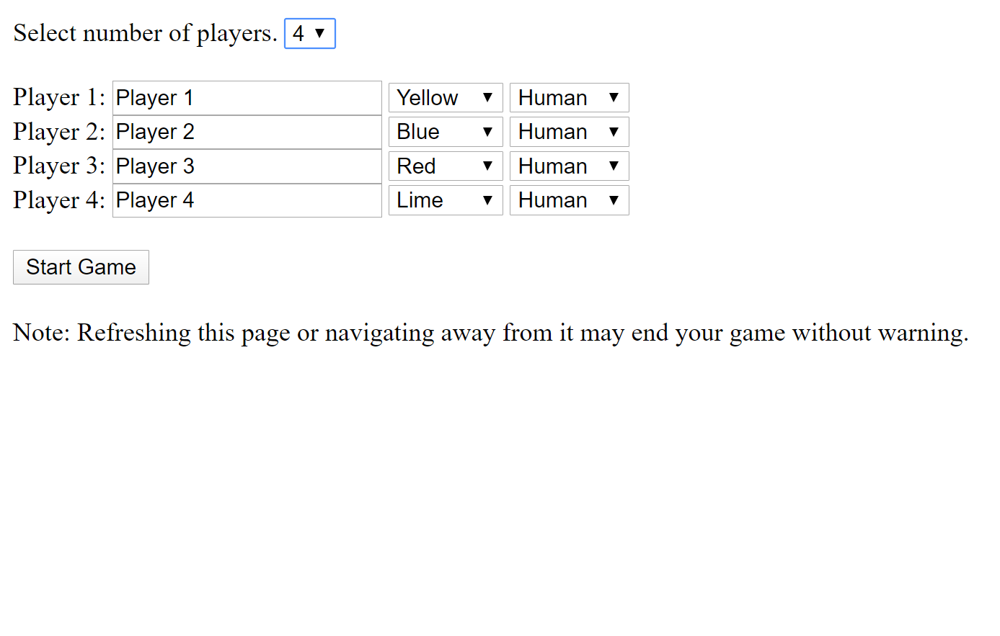 Select number of players. 4 ▼
Player 1: Player 1 Yellow ▼ Human ▼
Player 2: Player 2 Blue ▼ Human ▼
Player 3: Player 3 Red ▼ Human ▼
Player 4: Player 4 Lime ▼ Human ▼
Start Game
Note: Refreshing this page or navigating away from it may end your game without warning.